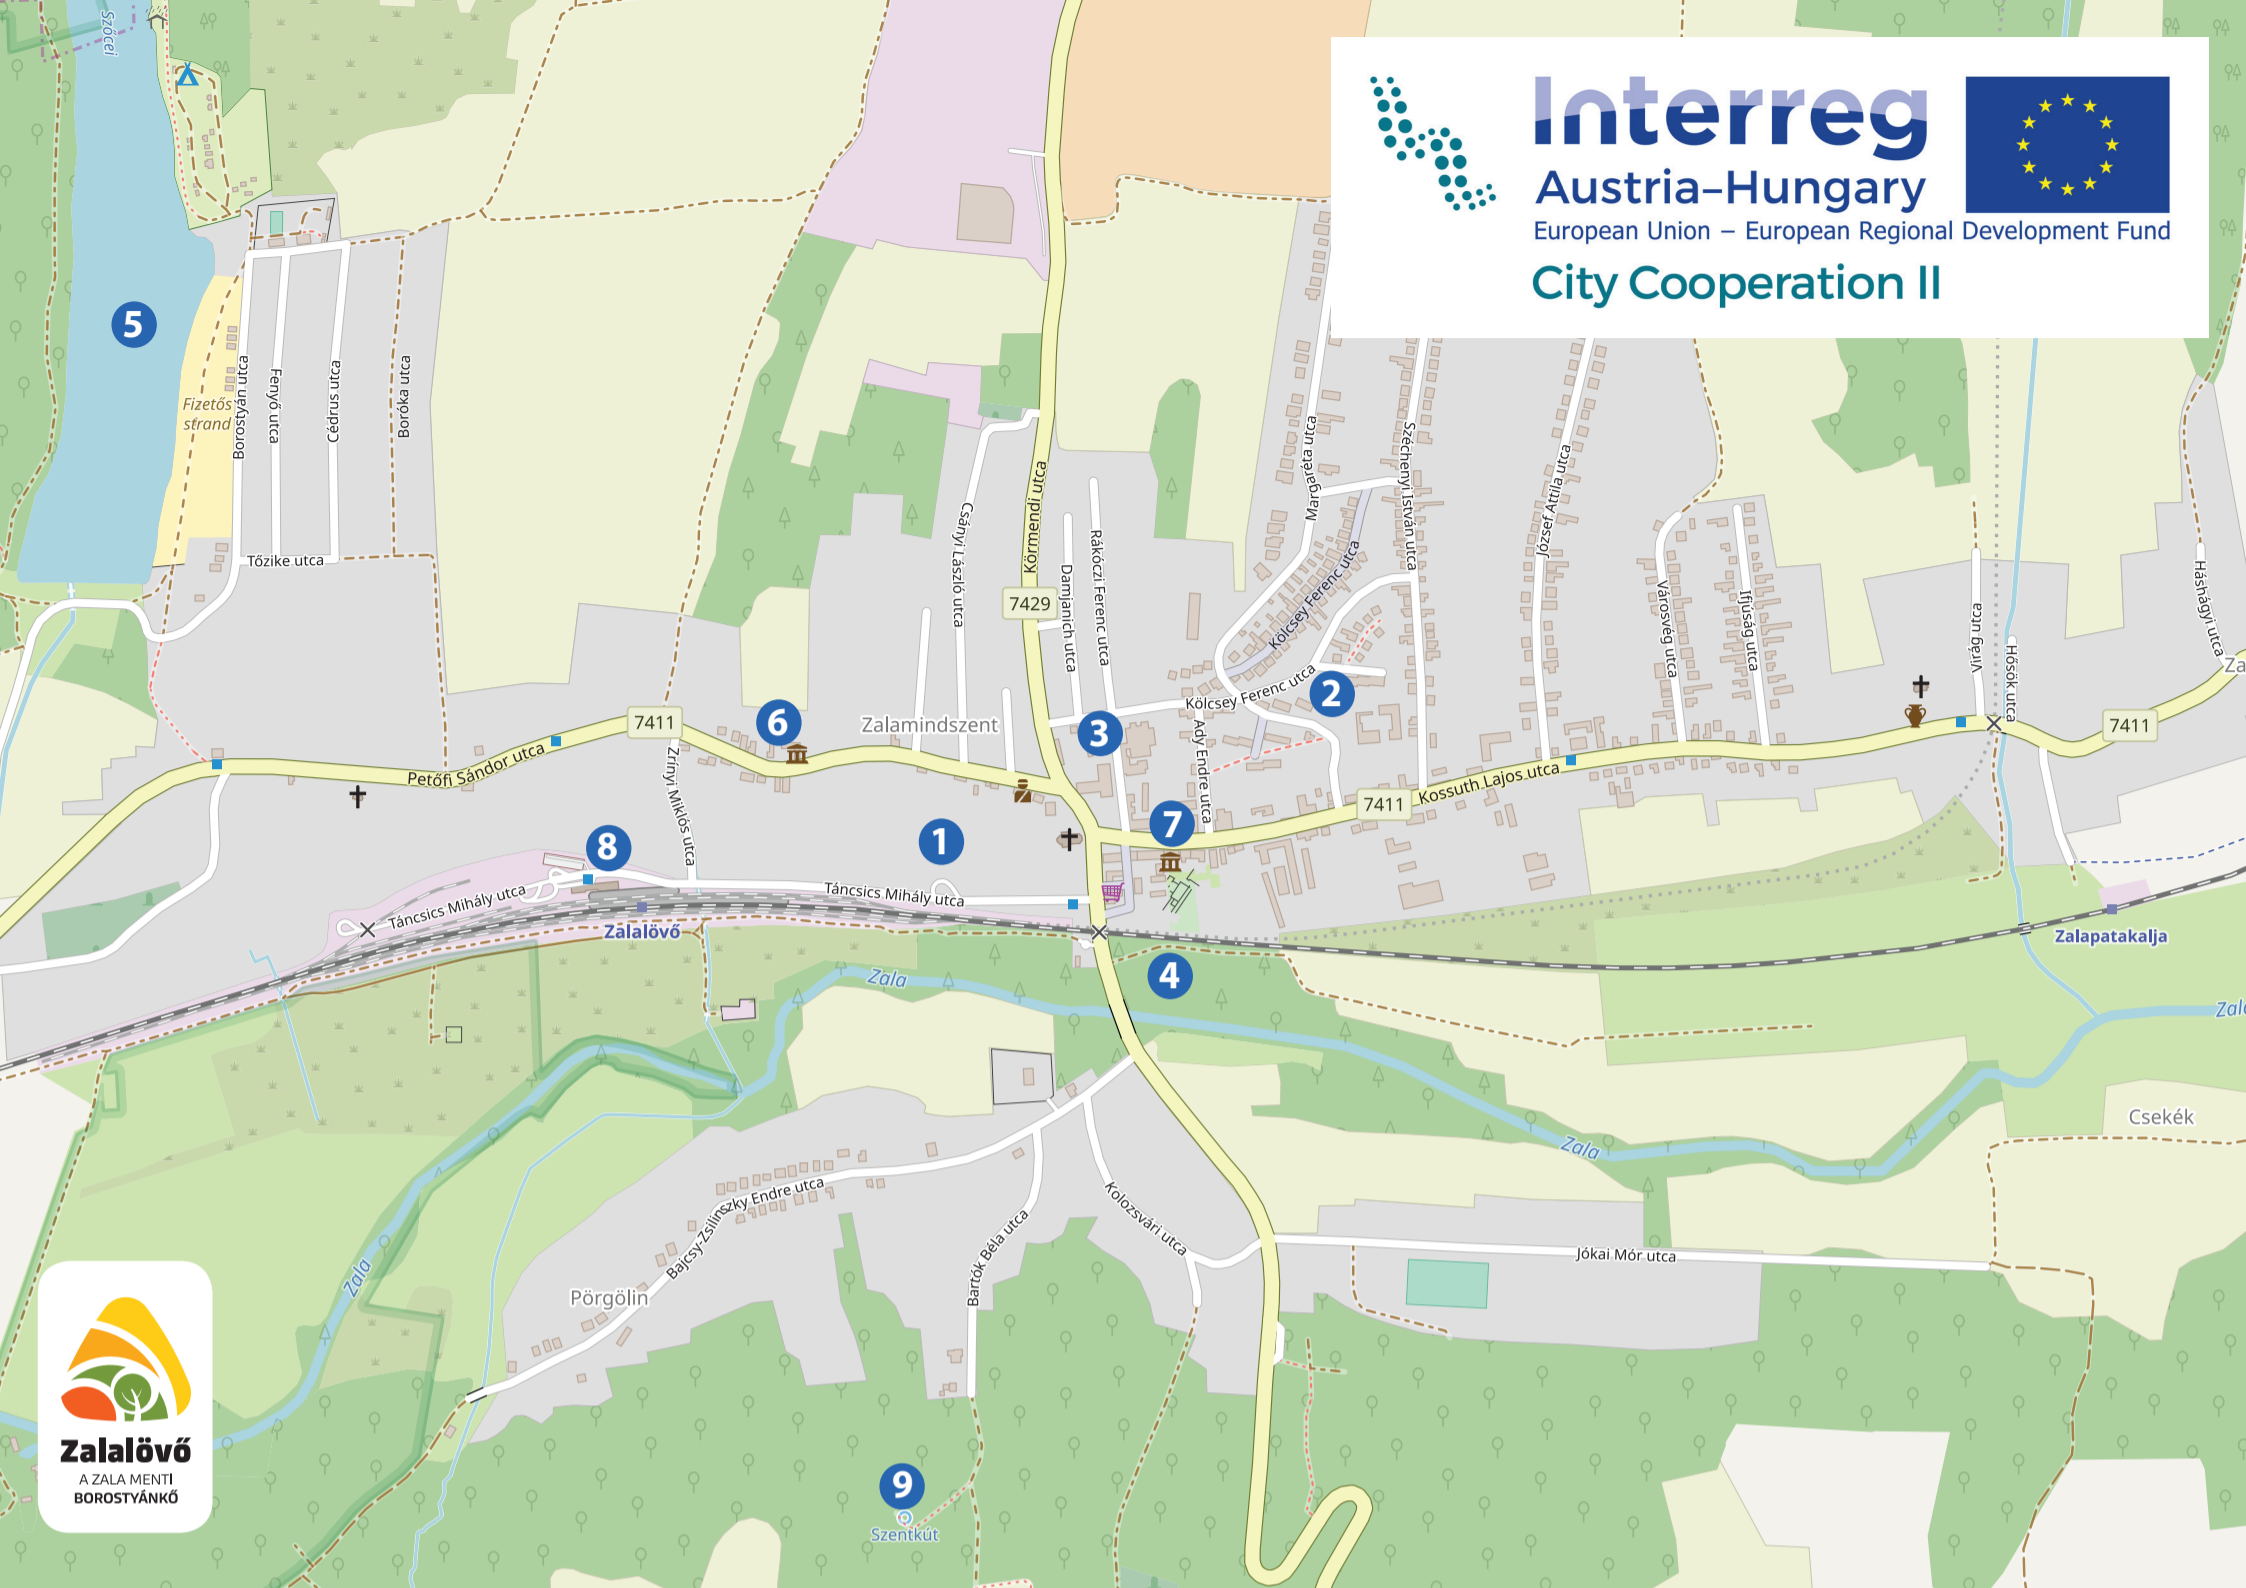 Szőcei
Interreg
Austria–Hungary
European Union – European Regional Development Fund
City Cooperation II
5
Fizetős
strand
Borostyán utca
Fenyő utca
Cédrus utca
Boróka utca
Tőzike utca
Körmendi utca
Csányi László utca
7429
Damjanich utca
Rákóczi Ferenc utca
Margaréta utca
Széchenyi István utca
Kölcsey Ferenc utca
József Attila utca
Városvég utca
Ifjúság utca
Virág utca
Hősök utca
Háshágyi utca
Za
Kölcsey Ferenc utca
2
7411
6
Zalamindszent
3
Ady Endre utca
7411
Petőfi Sándor utca
Zrínyi Miklós utca
Kossuth Lajos utca
7411
8
1
7
Táncsics Mihály utca
Táncsics Mihály utca
Zalalövő
Zalapatakalja
Zala
4
Zala
Csekék
Zala
Bajcsy-Zsilinszky Endre utca
Bartók Béla utca
Kolozsvári utca
Jókai Mór utca
Zala
Pörgölin
Zalalövő
A ZALA MENTI
BOROSTYÁNKŐ
9
Szentkút